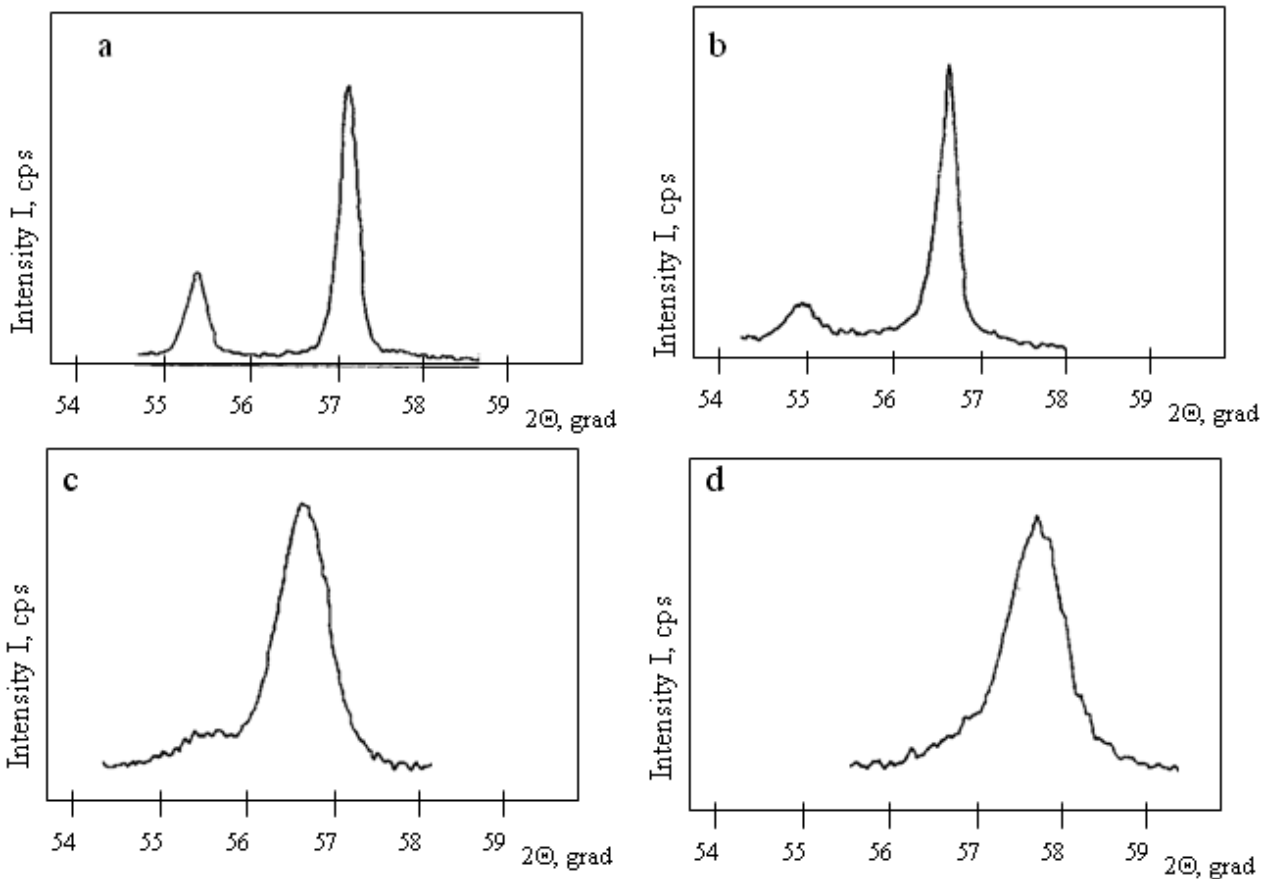 a
Intensity I, cps
54 55 56 57 58 59
2Θ, grad
b
Intensity I, cps
54 55 56 57 58 59
2Θ, grad
c
Intensity I, cps
54 55 56 57 58 59
2Θ, grad
d
Intensity I, cps
54 55 56 57 58 59
2Θ, grad